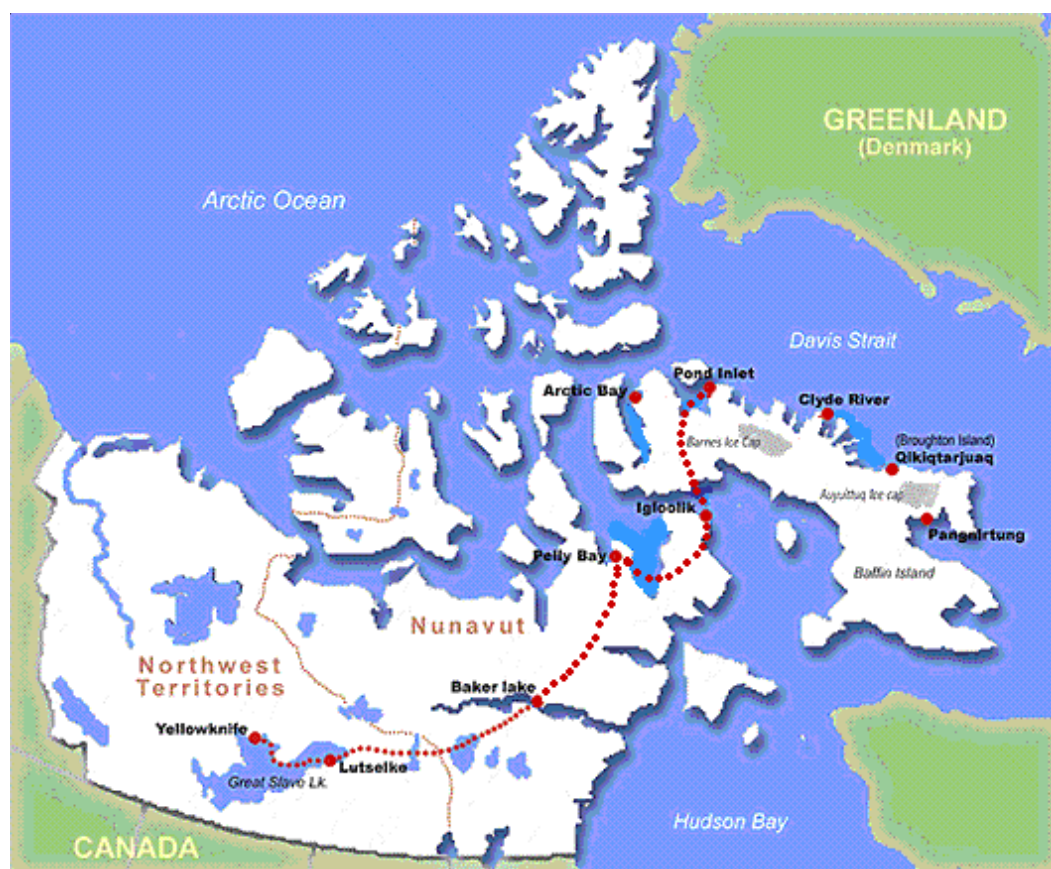 GREENLAND
(Denmark)
Arctic Ocean
Davis Strait
Pond Inlet
Arctic Bay
Clyde River
Barnes Ice Cap
(Broughton Island)
Qikiqtarjuaq
Auyuittuq Ice cap
Igloolik
Pangnirtung
Pelly Bay
Baffin Island
Nunavut
Northwest
Territories
Baker lake
Yellowknife
Lutselke
Great Slave Lk.
Hudson Bay
CANADA